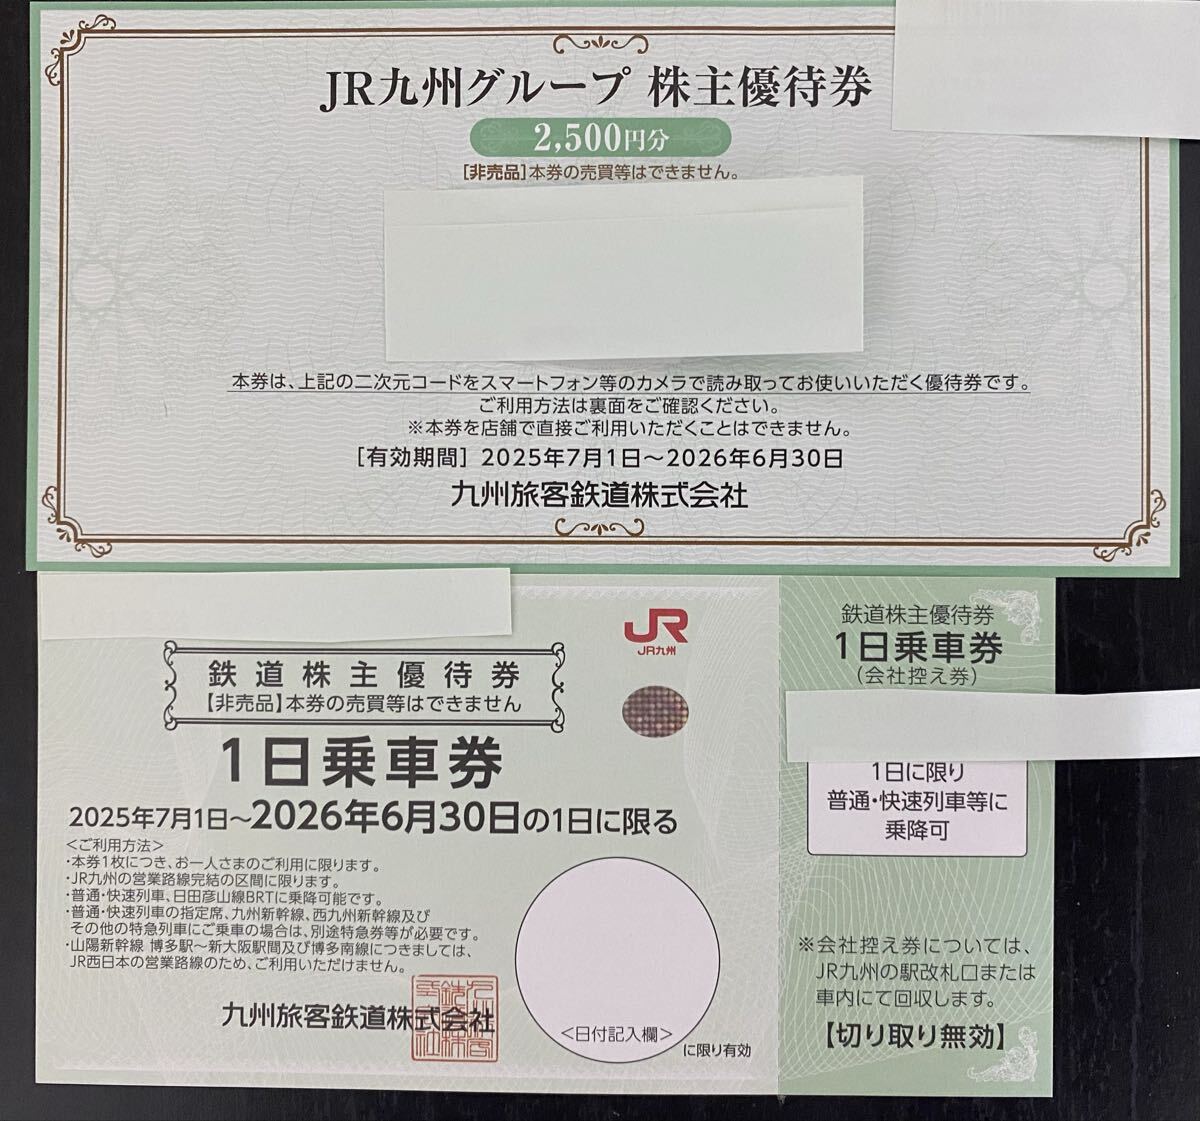 JR九州グループ 株主優待券
2,500円分
[非売品]本券の売買等はできません。
本券は、上記の二次元コードをスマートフォン等のカメラで読み取ってお使いいただく優待券です。
ご利用方法は裏面をご確認ください。
※本券を店舗で直接ご利用いただくことはできません。
[有効期間] 2025年7月1日～2026年6月30日
九州旅客鉄道株式会社
JR
JR九州
鉄道株主優待券
【非売品】本券の売買等はできません
1日乗車券
2025年7月1日～2026年6月30日の1日に限る
<ご利用方法>
・本券1枚につき、お一人さまのご利用に限ります。
・JR九州の営業路線完結の区間に限ります。
・普通・快速列車、日田彦山線BRTに乗降可能です。
・普通・快速列車の指定席、九州新幹線、西九州新幹線及び
その他の特急列車にご乗車の場合は、別途特急券等が必要です。
・山陽新幹線 博多駅～新大阪駅間及び博多南線につきましては、
JR西日本の営業路線のため、ご利用いただけません。
九州旅客鉄道株式会社
<日付記入欄>
に限り有効
鉄道株主優待券
1日乗車券
(会社控え券)
1日に限り
普通・快速列車等に
乗降可
※会社控え券については、
JR九州の駅改札口または
車内にて回収します。
【切り取り無効】